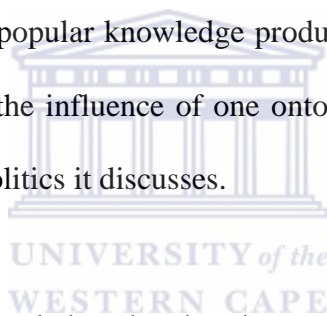 popular knowledge produ
the influence of one onto
olitics it discusses.
UNIVERSITY of the
WESTERN CAPE